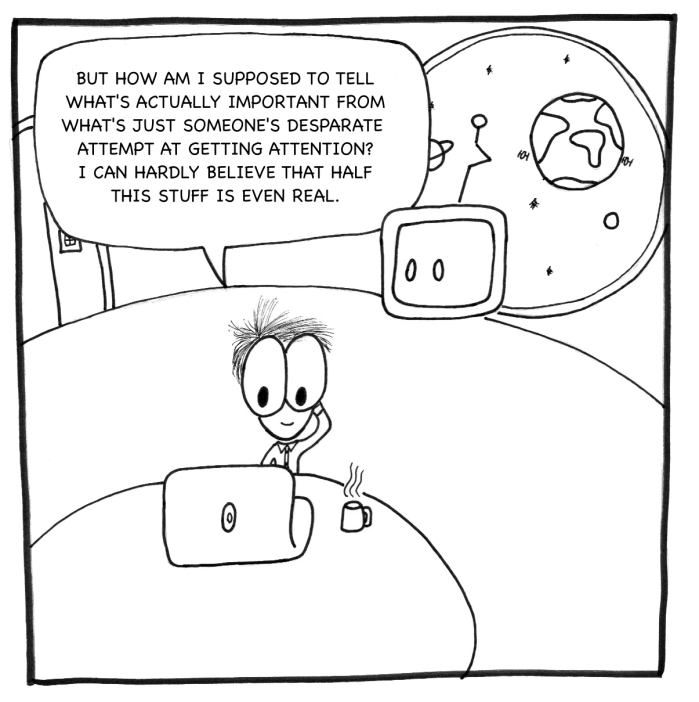 BUT HOW AM I SUPPOSED TO TELL
WHAT'S ACTUALLY IMPORTANT FROM
WHAT'S JUST SOMEONE'S DESPARATE
ATTEMPT AT GETTING ATTENTION?
I CAN HARDLY BELIEVE THAT HALF
THIS STUFF IS EVEN REAL.